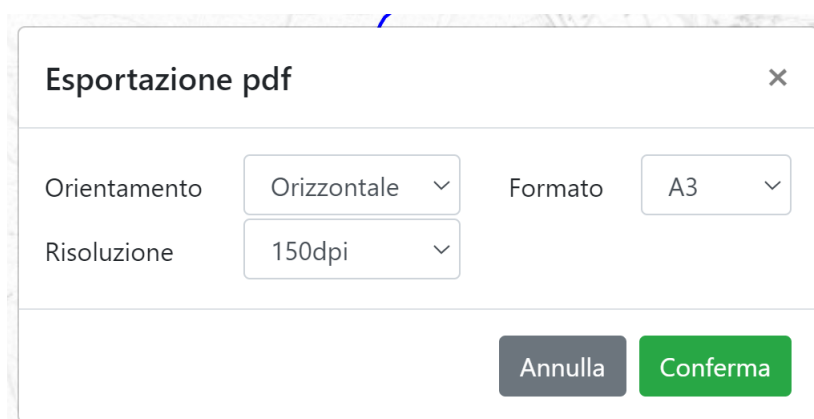 Esportazione pdf ×
Orientamento Orizzontale Formato A3
Risoluzione 150dpi
Annulla Conferma